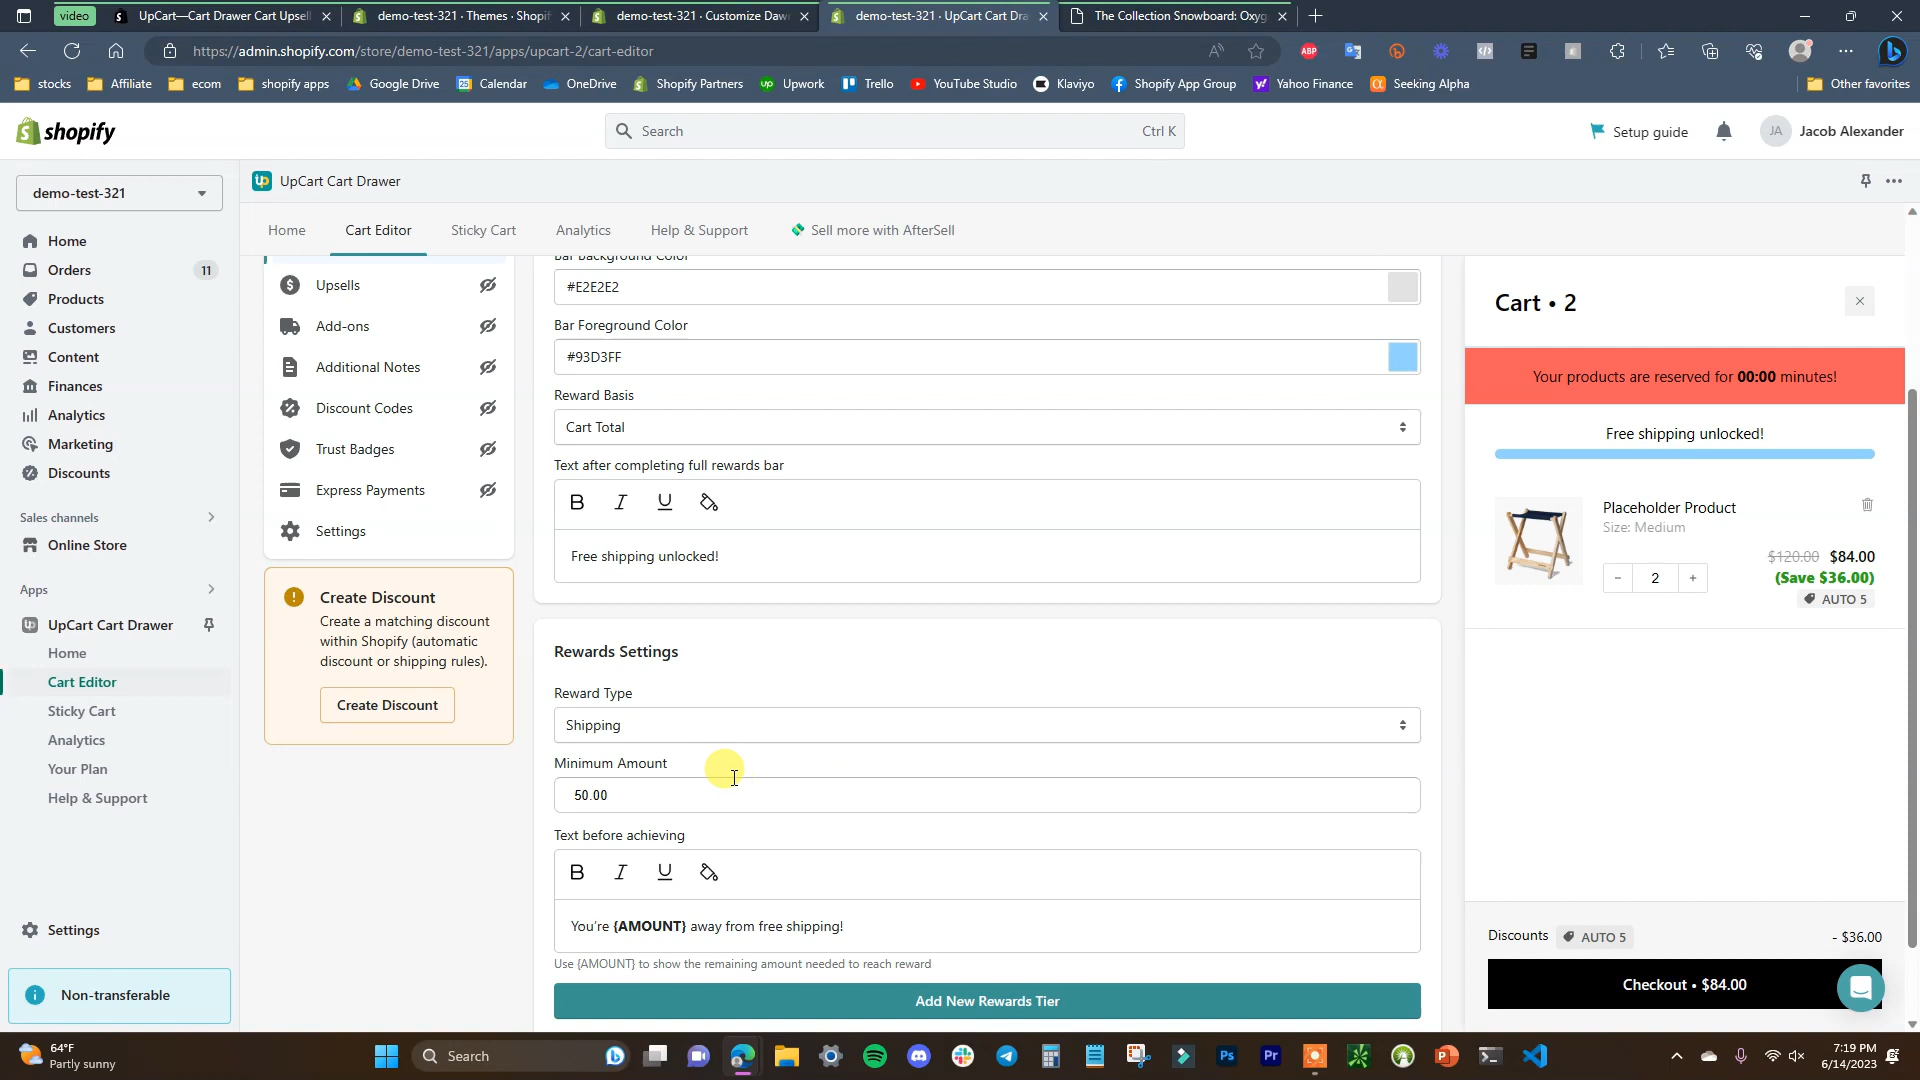 video
UpCart—Cart Drawer Cart Upsell
demo-test-321 · Themes · Shopif
demo-test-321 · Customize Dawn
demo-test-321 · UpCart Cart Dra
The Collection Snowboard: Oxyg
https://admin.shopify.com/store/demo-test-321/apps/upcart-2/cart-editor
ABP
stocks
Affiliate
ecom
shopify apps
Google Drive
Calendar
OneDrive
Shopify Partners
Upwork
Trello
YouTube Studio
Klaviyo
Shopify App Group
Yahoo Finance
Seeking Alpha
Other favorites
shopify
Search
Ctrl K
Setup guide
JA
Jacob Alexander
demo-test-321
Home
Orders
11
Products
Customers
Content
Finances
Analytics
Marketing
Discounts
Sales channels
Online Store
Apps
UpCart Cart Drawer
Home
Cart Editor
Sticky Cart
Analytics
Your Plan
Help & Support
Settings
Non-transferable
UpCart Cart Drawer
Home
Cart Editor
Sticky Cart
Analytics
Help & Support
Sell more with AfterSell
Upsells
Add-ons
Additional Notes
Discount Codes
Trust Badges
Express Payments
Settings
Create Discount
Create a matching discount
within Shopify (automatic
discount or shipping rules).
Create Discount
Bar Background Color
#E2E2E2
Bar Foreground Color
#93D3FF
Reward Basis
Cart Total
Text after completing full rewards bar
B I U
Free shipping unlocked!
Rewards Settings
Reward Type
Shipping
Minimum Amount
50.00
Text before achieving
B I U
You're {AMOUNT} away from free shipping!
Use {AMOUNT} to show the remaining amount needed to reach reward
Add New Rewards Tier
Cart • 2
Your products are reserved for 00:00 minutes!
Free shipping unlocked!
Placeholder Product
Size: Medium
$120.00 $84.00
(Save $36.00)
- 2 +
AUTO 5
Discounts AUTO 5 - $36.00
Checkout • $84.00
64°F
Partly sunny
Search
Ps
Pr
7:19 PM
6/14/2023